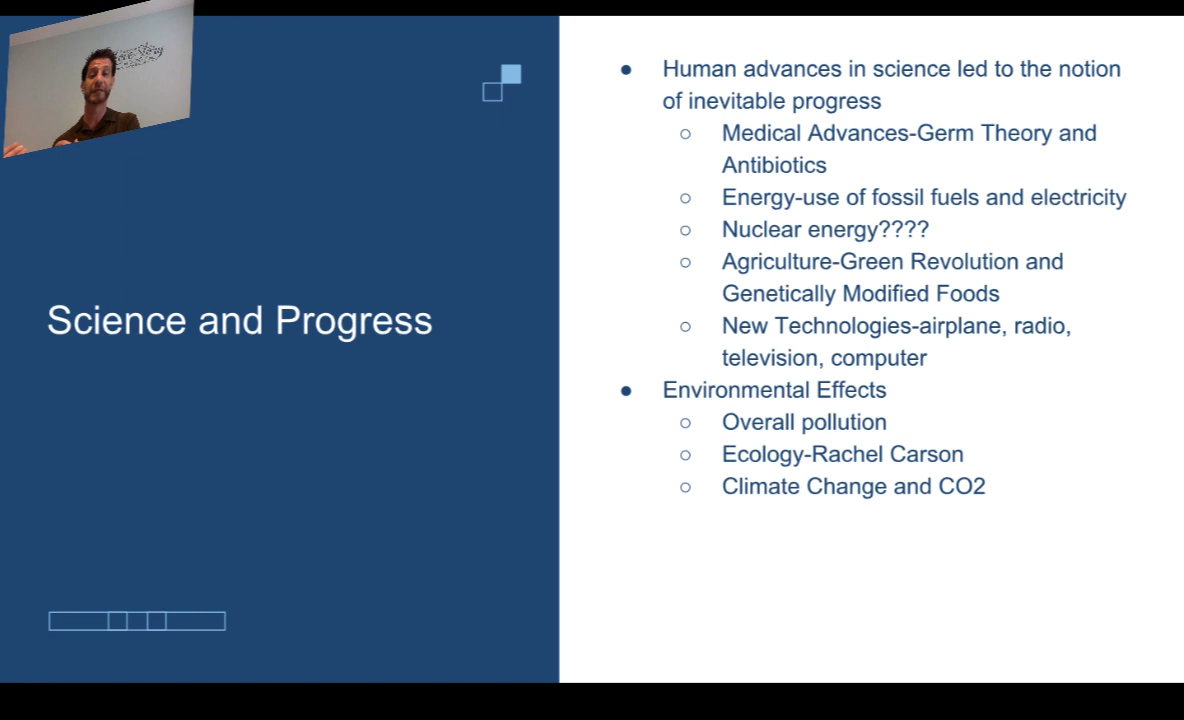 Science and Progress
● Human advances in science led to the notion
of inevitable progress
○ Medical Advances-Germ Theory and
Antibiotics
○ Energy-use of fossil fuels and electricity
○ Nuclear energy????
○ Agriculture-Green Revolution and
Genetically Modified Foods
○ New Technologies-airplane, radio,
television, computer
● Environmental Effects
○ Overall pollution
○ Ecology-Rachel Carson
○ Climate Change and CO2